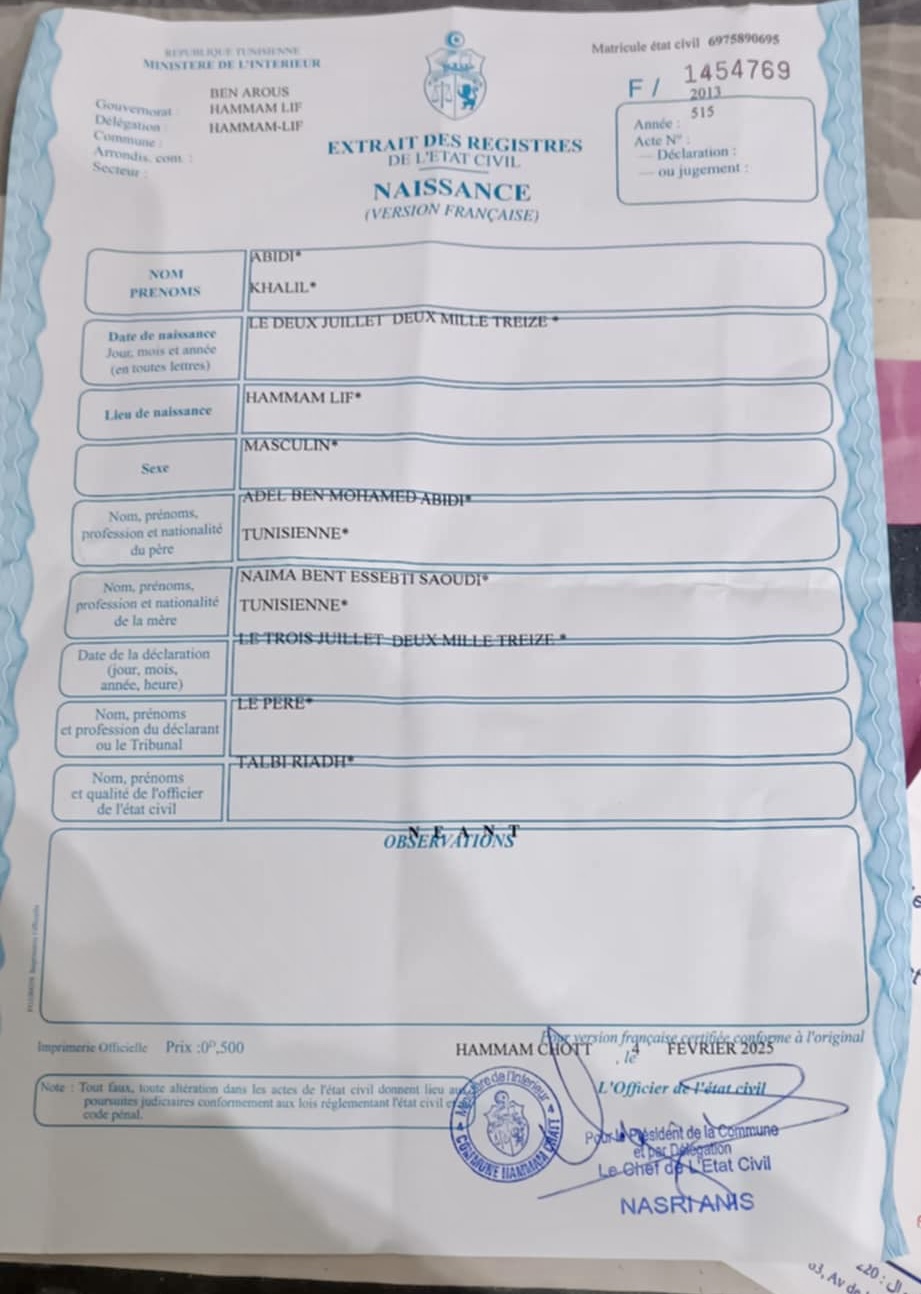 REPUBLIQUE TUNISIENNE
MINISTERE DE L'INTERIEUR
Matricule état civil 6975890695
F / 1454769
Gouvernorat : BEN AROUS
Délégation : HAMMAM LIF
Commune : HAMMAM-LIF
Arrondis. com. :
Secteur :
2013
515
Année :
Acte N° :
— Déclaration :
— ou jugement :
EXTRAIT DES REGISTRES
DE L'ETAT CIVIL
NAISSANCE
(VERSION FRANÇAISE)
NOM
PRENOMS
ABIDI*
KHALIL*
Date de naissance
Jour, mois et année
(en toutes lettres)
LE DEUX JUILLET DEUX MILLE TREIZE *
Lieu de naissance
HAMMAM LIF*
Sexe
MASCULIN*
Nom, prénoms,
profession et nationalité
du père
ADEL BEN MOHAMED ABIDI*
TUNISIENNE*
Nom, prénoms,
profession et nationalité
de la mère
NAIMA BENT ESSEBTI SAOUDI*
TUNISIENNE*
Date de la déclaration
(jour, mois,
année, heure)
LE TROIS JUILLET DEUX MILLE TREIZE *
Nom, prénoms
et profession du déclarant
ou le Tribunal
LE PERE*
Nom, prénoms
et qualité de l'officier
de l'état civil
TALBI RIADH*
N E A N T
OBSERVATIONS
Imprimerie Officielle Prix :0ᴰ,500
Pour version française certifiée conforme à l'original
HAMMAM CHOTT , le 4 FEVRIER 2025
Note : Tout faux, toute altération dans les actes de l'état civil donnent lieu aux
poursuites judiciaires conformement aux lois réglementant l'état civil et
code pénal.
L'Officier de l'état civil
Ministère de l'Interieur
COMMUNE HAMMAM CHATT
Pour le Président de la Commune
et par Délégation
Le Chef de L'Etat Civil
NASRI ANIS
03, Av de